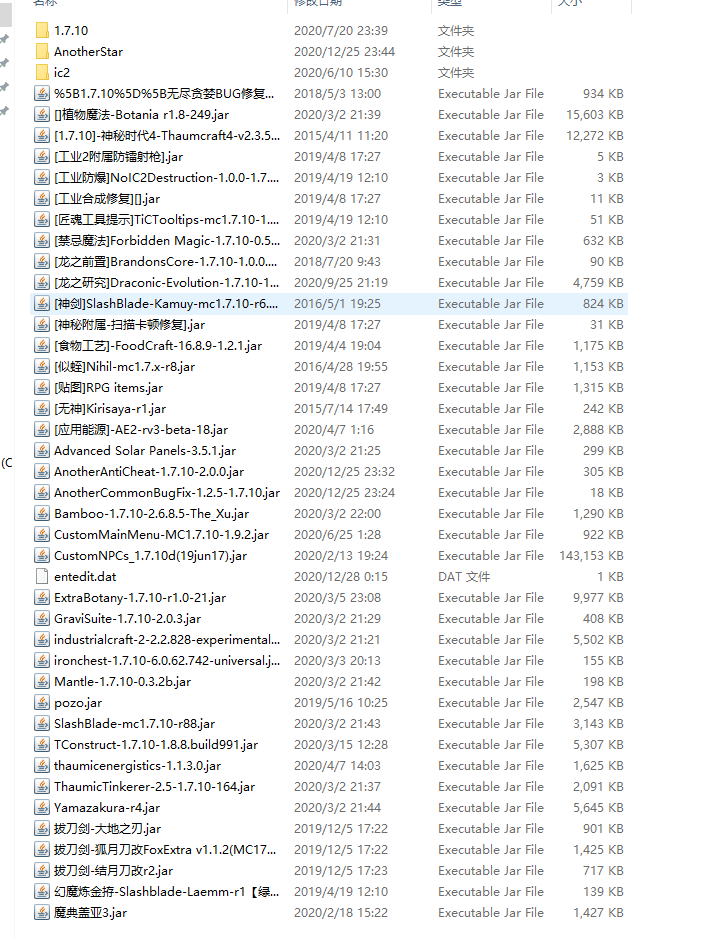 名称 修改日期 类型 大小
1.7.10 2020/7/20 23:39 文件夹
AnotherStar 2020/12/25 23:44 文件夹
ic2 2020/6/10 15:30 文件夹
%5B1.7.10%5D%5B无尽贪婪BUG修复... 2018/5/3 13:00 Executable Jar File 934 KB
[]植物魔法-Botania r1.8-249.jar 2020/3/2 21:39 Executable Jar File 15,603 KB
[1.7.10]-神秘时代4-Thaumcraft4-v2.3.5... 2015/4/11 11:20 Executable Jar File 12,272 KB
[工业2附属防镭射枪].jar 2019/4/8 17:27 Executable Jar File 5 KB
[工业防爆]NoIC2Destruction-1.0.0-1.7.... 2019/4/19 12:10 Executable Jar File 3 KB
[工业合成修复][].jar 2019/4/8 17:27 Executable Jar File 11 KB
[匠魂工具提示]TiCTooltips-mc1.7.10-1.... 2019/4/19 12:10 Executable Jar File 51 KB
[禁忌魔法]Forbidden Magic-1.7.10-0.5... 2020/3/2 21:31 Executable Jar File 632 KB
[龙之前置]BrandonsCore-1.7.10-1.0.0.... 2018/7/20 9:43 Executable Jar File 90 KB
[龙之研究]Draconic-Evolution-1.7.10-1... 2020/9/25 21:19 Executable Jar File 4,759 KB
[神剑]SlashBlade-Kamuy-mc1.7.10-r6.... 2016/5/1 19:25 Executable Jar File 824 KB
[神秘附属-扫描卡顿修复].jar 2019/4/8 17:27 Executable Jar File 31 KB
[食物工艺]-FoodCraft-16.8.9-1.2.1.jar 2019/4/4 19:04 Executable Jar File 1,175 KB
[似蛭]Nihil-mc1.7.x-r8.jar 2016/4/28 19:55 Executable Jar File 1,153 KB
[贴图]RPG items.jar 2019/4/8 17:27 Executable Jar File 1,315 KB
[无神]Kirisaya-r1.jar 2015/7/14 17:49 Executable Jar File 242 KB
[应用能源]-AE2-rv3-beta-18.jar 2020/4/7 1:16 Executable Jar File 2,888 KB
Advanced Solar Panels-3.5.1.jar 2020/3/2 21:25 Executable Jar File 299 KB
(C
AnotherAntiCheat-1.7.10-2.0.0.jar 2020/12/25 23:32 Executable Jar File 305 KB
AnotherCommonBugFix-1.2.5-1.7.10.jar 2020/12/25 23:24 Executable Jar File 18 KB
Bamboo-1.7.10-2.6.8.5-The_Xu.jar 2020/3/2 22:00 Executable Jar File 1,290 KB
CustomMainMenu-MC1.7.10-1.9.2.jar 2020/6/25 1:28 Executable Jar File 922 KB
CustomNPCs_1.7.10d(19jun17).jar 2020/2/13 19:24 Executable Jar File 143,153 KB
entedit.dat 2020/12/28 0:15 DAT 文件 1 KB
ExtraBotany-1.7.10-r1.0-21.jar 2020/3/5 23:08 Executable Jar File 9,977 KB
GraviSuite-1.7.10-2.0.3.jar 2020/3/2 21:29 Executable Jar File 408 KB
industrialcraft-2-2.2.828-experimental... 2020/3/2 21:21 Executable Jar File 5,502 KB
ironchest-1.7.10-6.0.62.742-universal.j... 2020/3/3 20:13 Executable Jar File 155 KB
Mantle-1.7.10-0.3.2b.jar 2020/3/2 21:42 Executable Jar File 198 KB
pozo.jar 2019/5/16 10:25 Executable Jar File 2,547 KB
SlashBlade-mc1.7.10-r88.jar 2020/3/2 21:43 Executable Jar File 3,143 KB
TConstruct-1.7.10-1.8.8.build991.jar 2020/3/15 12:28 Executable Jar File 5,307 KB
thaumicenergistics-1.1.3.0.jar 2020/4/7 14:03 Executable Jar File 1,625 KB
ThaumicTinkerer-2.5-1.7.10-164.jar 2020/3/2 21:37 Executable Jar File 2,091 KB
Yamazakura-r4.jar 2020/3/2 21:44 Executable Jar File 5,645 KB
拔刀剑-大地之刃.jar 2019/12/5 17:22 Executable Jar File 901 KB
拔刀剑-狐月刀改FoxExtra v1.1.2(MC17... 2019/12/5 17:22 Executable Jar File 1,425 KB
拔刀剑-结月刀改r2.jar 2019/12/5 17:23 Executable Jar File 717 KB
幻魔炼金挵-Slashblade-Laemm-r1【绿... 2019/4/19 12:10 Executable Jar File 139 KB
魔典盖亚3.jar 2020/2/18 15:22 Executable Jar File 1,427 KB